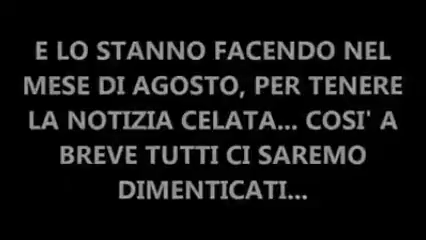 E LO STANNO FACENDO NEL
MESE DI AGOSTO, PER TENERE
LA NOTIZIA CELATA... COSI' A
BREVE TUTTI CI SAREMO
DIMENTICATI...